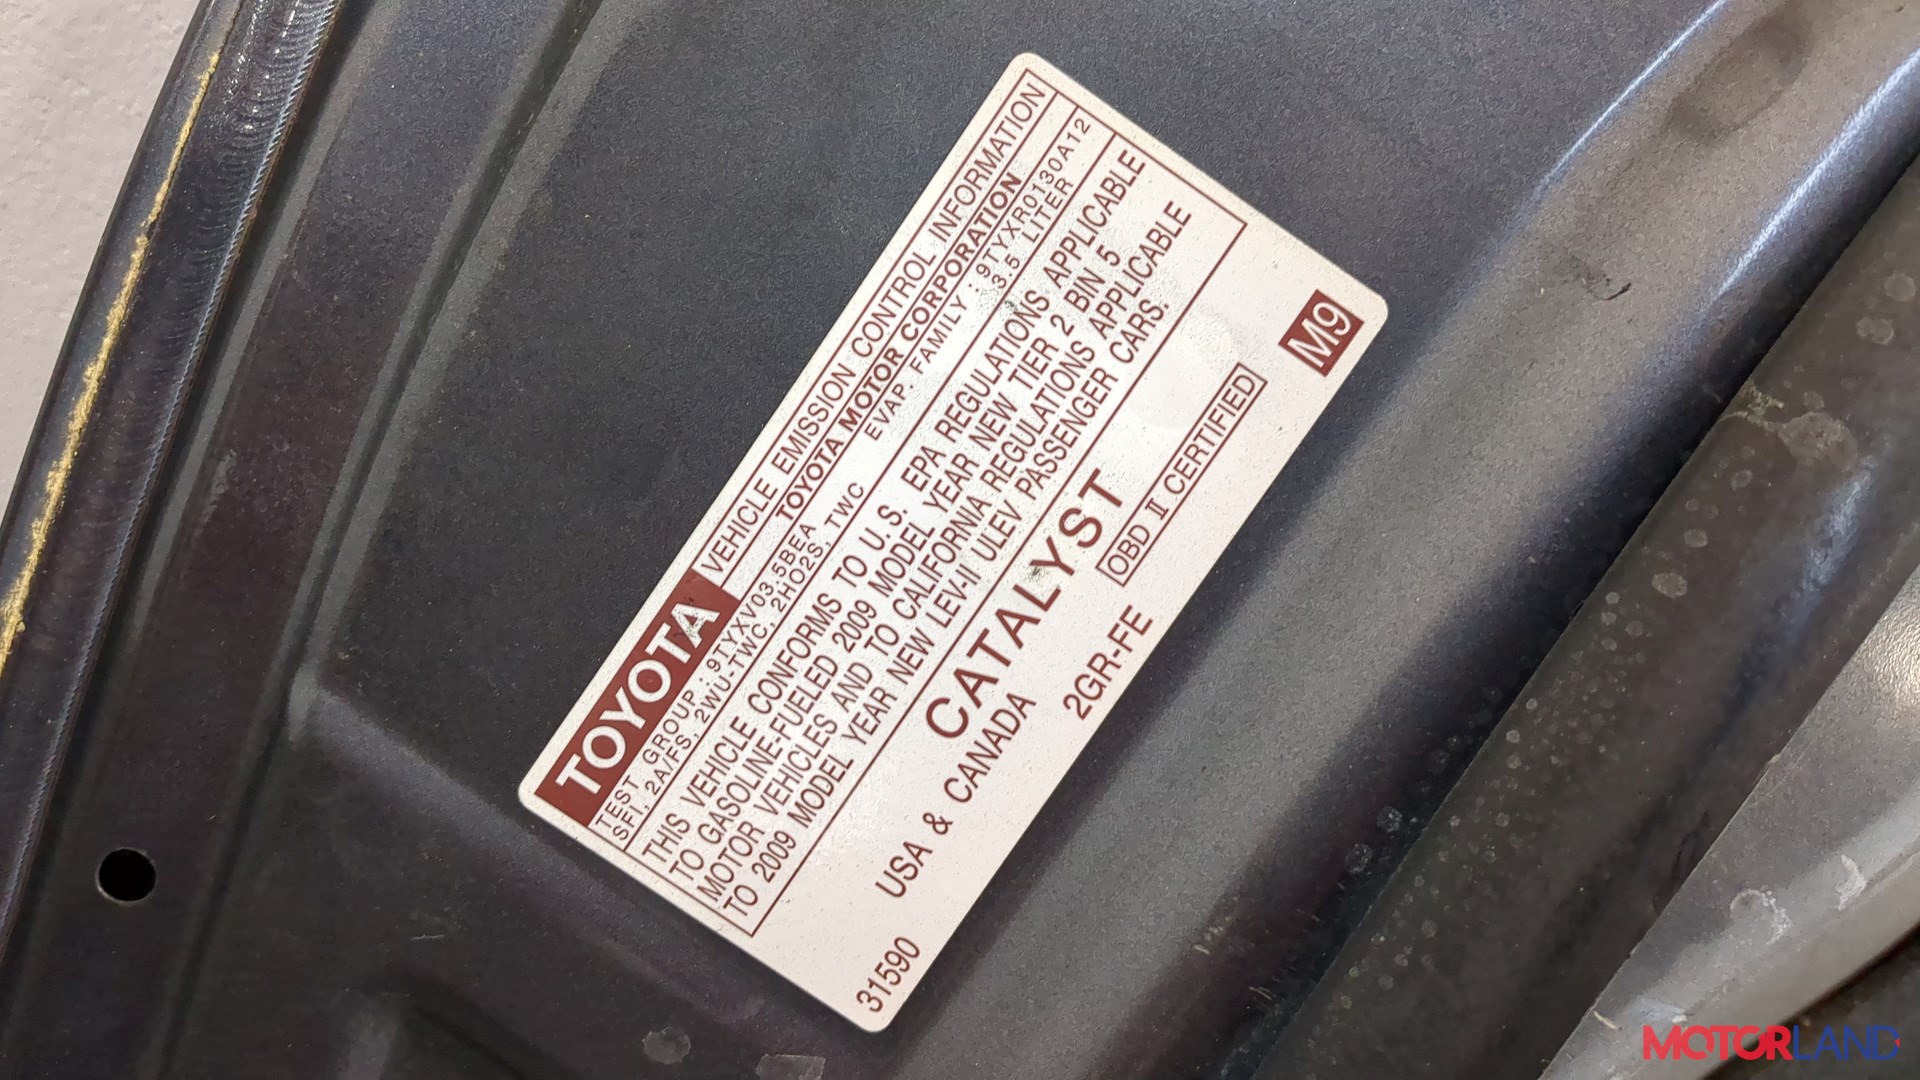 TOYOTA VEHICLE EMISSION CONTROL INFORMATION
TOYOTA MOTOR CORPORATION
TEST GROUP : 9TYXV03.5BEA EVAP. FAMILY : 9TYXR0130A12
SFI, 2A/FS, 2WU-TWC, 2HO2S, TWC 3.5 LITER
THIS VEHICLE CONFORMS TO U.S. EPA REGULATIONS APPLICABLE
TO GASOLINE-FUELED 2009 MODEL YEAR NEW TIER 2 BIN 5
MOTOR VEHICLES AND TO CALIFORNIA REGULATIONS APPLICABLE
TO 2009 MODEL YEAR NEW LEV-II ULEV PASSENGER CARS.
CATALYST
USA & CANADA OBD II CERTIFIED
31590 2GR-FE M9
MOTORLAND